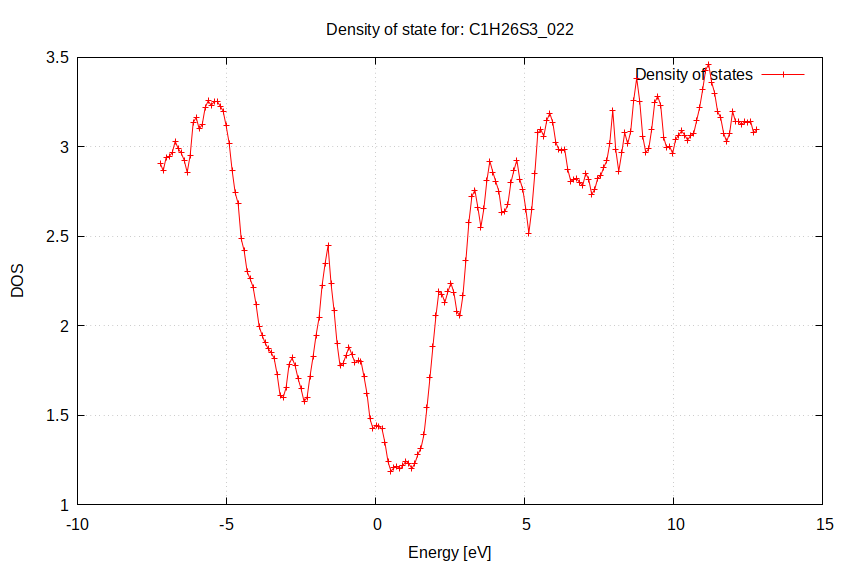 Density of state for: C1H26S3_022
Density of states
3.5
3
2.5
2
1.5
1
DOS
-10 -5 0 5 10 15
Energy [eV]